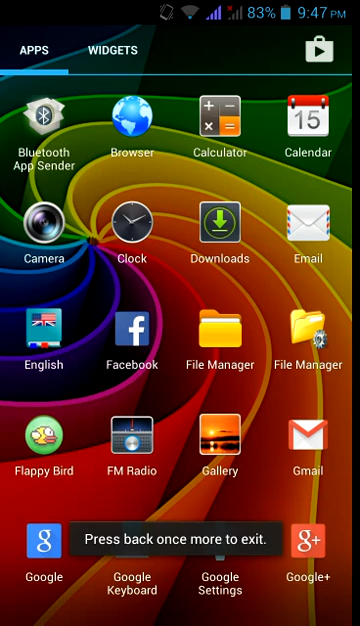 83% 9:47 PM
APPS WIDGETS
15
Bluetooth
App Sender
Browser
Calculator
Calendar
Camera
Clock
Downloads
Email
English
Facebook
File Manager
File Manager
Flappy Bird
FM Radio
Gallery
Gmail
Press back once more to exit.
Google
Google
Keyboard
Google
Settings
Google+